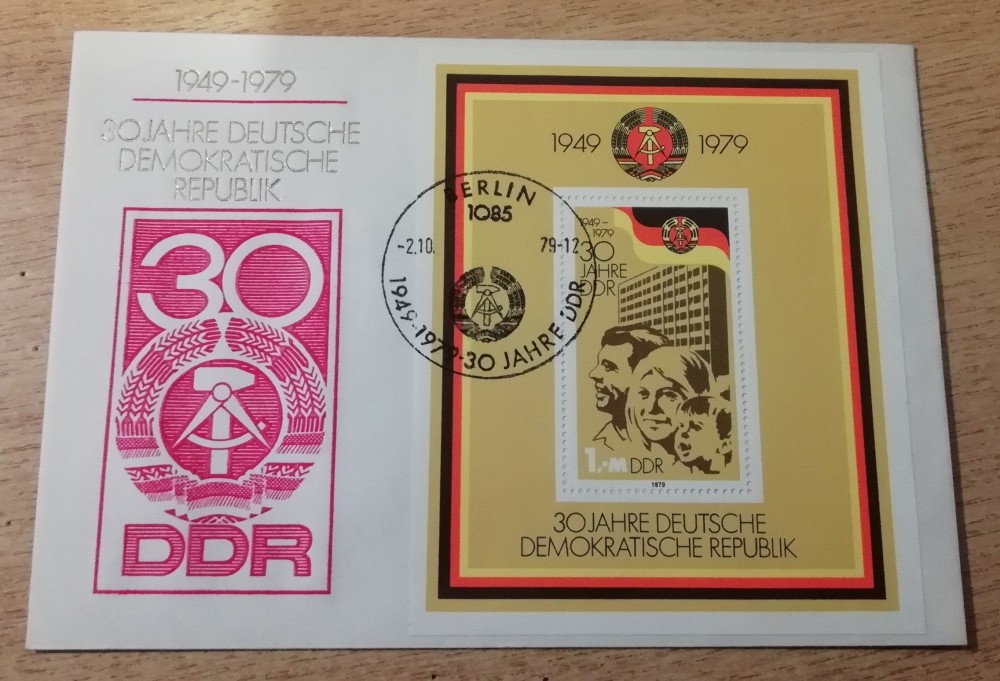 1949-1979
30 JAHRE DEUTSCHE
DEMOKRATISCHE
REPUBLIK
30
DDR
BERLIN
1085
-2.10. 79-12
1949-1979·30 JAHRE DDR
1949 1979
1949-
1979
30
JAHRE
DDR
1,-M DDR
1979
30 JAHRE DEUTSCHE
DEMOKRATISCHE REPUBLIK